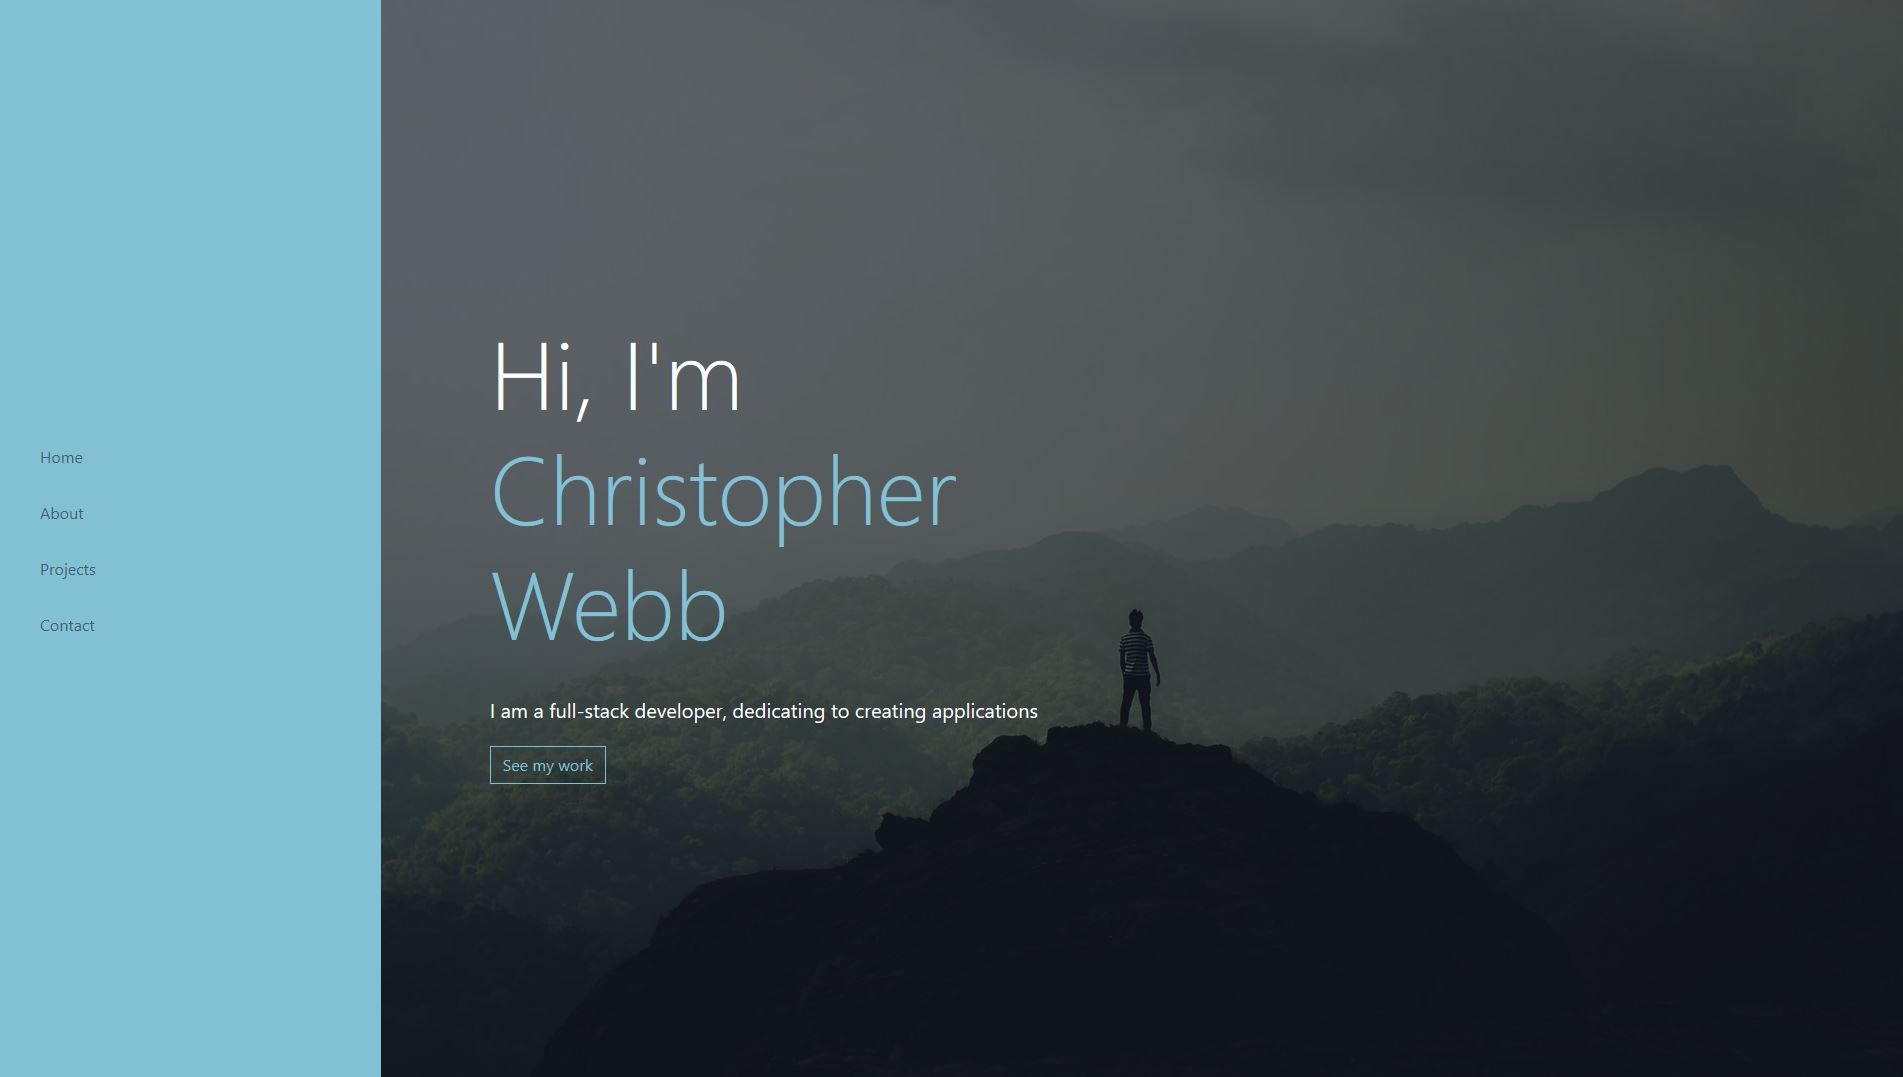 Home
About
Projects
Contact
Hi, I'm
Christopher
Webb
I am a full-stack developer, dedicating to creating applications
See my work